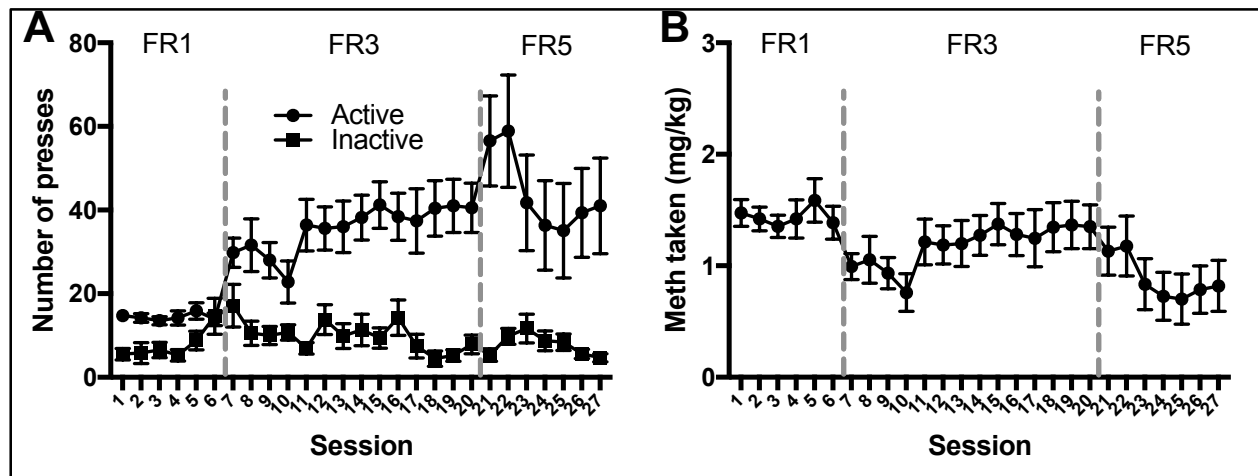 A
FR1 FR3 FR5
Number of presses
80
60
40
20
0
Active
Inactive
1 2 3 4 5 6 7 8 9 10 11 12 13 14 15 16 17 18 19 20 21 22 23 24 25 26 27
Session
B
FR1 FR3 FR5
Meth taken (mg/kg)
3
2
1
0
1 2 3 4 5 6 7 8 9 10 11 12 13 14 15 16 17 18 19 20 21 22 23 24 25 26 27
Session